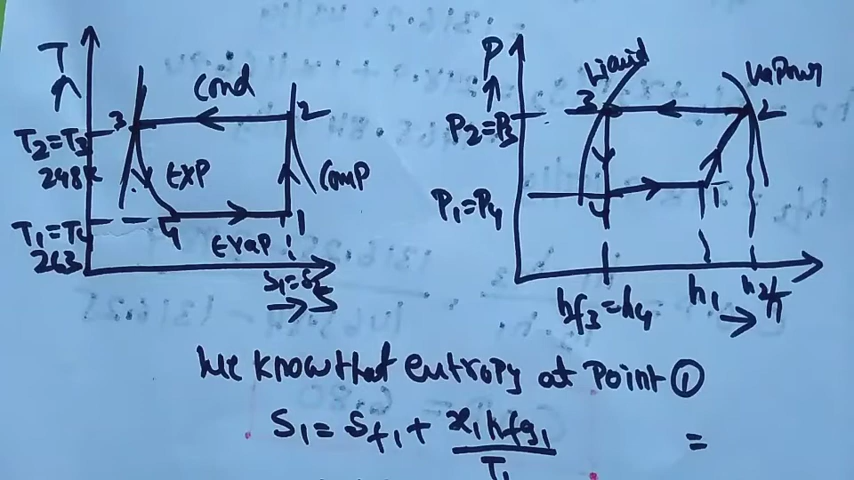 T
Cond
3
2
T2=T3
248K
EXP
ComP
T1=T4
263
4
Evap
1
S1=S2
S
P
Liquid
Vapour
3
2
P2=P3
P1=P4
4
1
hf3=h4
h1
We know that entropy at Point ①
S1 = Sf1 + x1 hfg1
T1
=